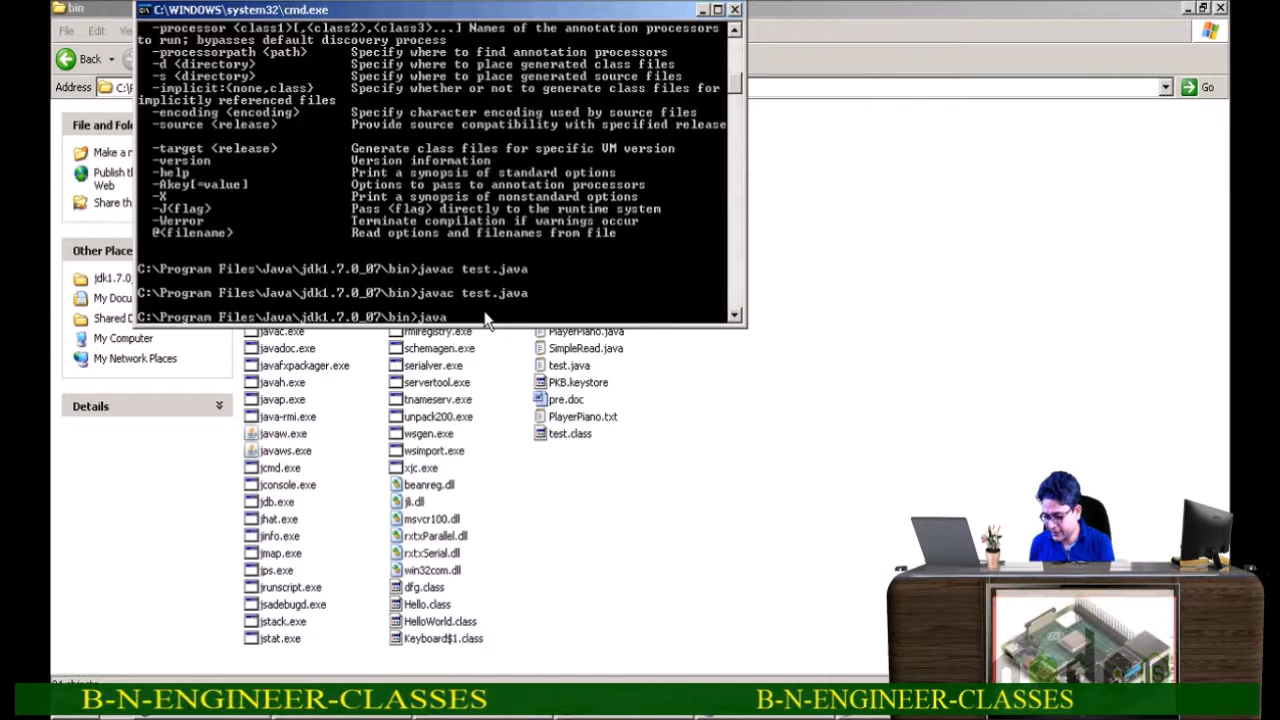 bin
C:\WINDOWS\system32\cmd.exe
File Edit
Back
Address
Go
-processor <class1>[,<class2>,<class3>...] Names of the annotation processors
to run; bypasses default discovery process
-processorpath <path> Specify where to find annotation processors
-d <directory> Specify where to place generated class files
-s <directory> Specify where to place generated source files
-implicit:{none,class} Specify whether or not to generate class files for
implicitly referenced files
-encoding <encoding> Specify character encoding used by source files
-source <release> Provide source compatibility with specified release
-target <release> Generate class files for specific VM version
-version Version information
-help Print a synopsis of standard options
-Akey[=value] Options to pass to annotation processors
-X Print a synopsis of nonstandard options
-J<flag> Pass <flag> directly to the runtime system
-Werror Terminate compilation if warnings occur
@<filename> Read options and filenames from file
C:\Program Files\Java\jdk1.7.0_07\bin>javac test.java
C:\Program Files\Java\jdk1.7.0_07\bin>javac test.java
C:\Program Files\Java\jdk1.7.0_07\bin>java
File and Fol
Make a n
Publish th
Web
Share th
Other Place
jdk1.7.0_
My Docu
Shared D
My Computer
My Network Places
Details
javac.exe
javadoc.exe
javafxpackager.exe
javah.exe
javap.exe
java-rmi.exe
javaw.exe
javaws.exe
jcmd.exe
jconsole.exe
jdb.exe
jhat.exe
jinfo.exe
jmap.exe
jps.exe
jrunscript.exe
jsadebugd.exe
jstack.exe
jstat.exe
rmiregistry.exe
schemagen.exe
serialver.exe
servertool.exe
tnameserv.exe
unpack200.exe
wsgen.exe
wsimport.exe
xjc.exe
beanreg.dll
jli.dll
msvcr100.dll
rxtxParallel.dll
rxtxSerial.dll
win32com.dll
dfg.class
Hello.class
HelloWorld.class
Keyboard$1.class
PlayerPiano.java
SimpleRead.java
test.java
PKB.keystore
pre.doc
PlayerPiano.txt
test.class
B-N-ENGINEER-CLASSES
B-N-ENGINEER-CLASSES